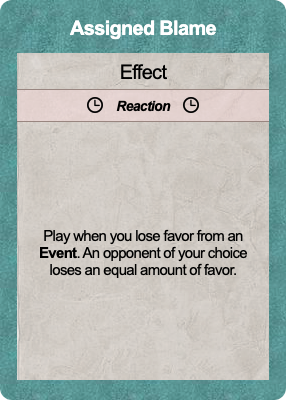 Assigned Blame
Effect
Reaction
Play when you lose favor from an
Event. An opponent of your choice
loses an equal amount of favor.